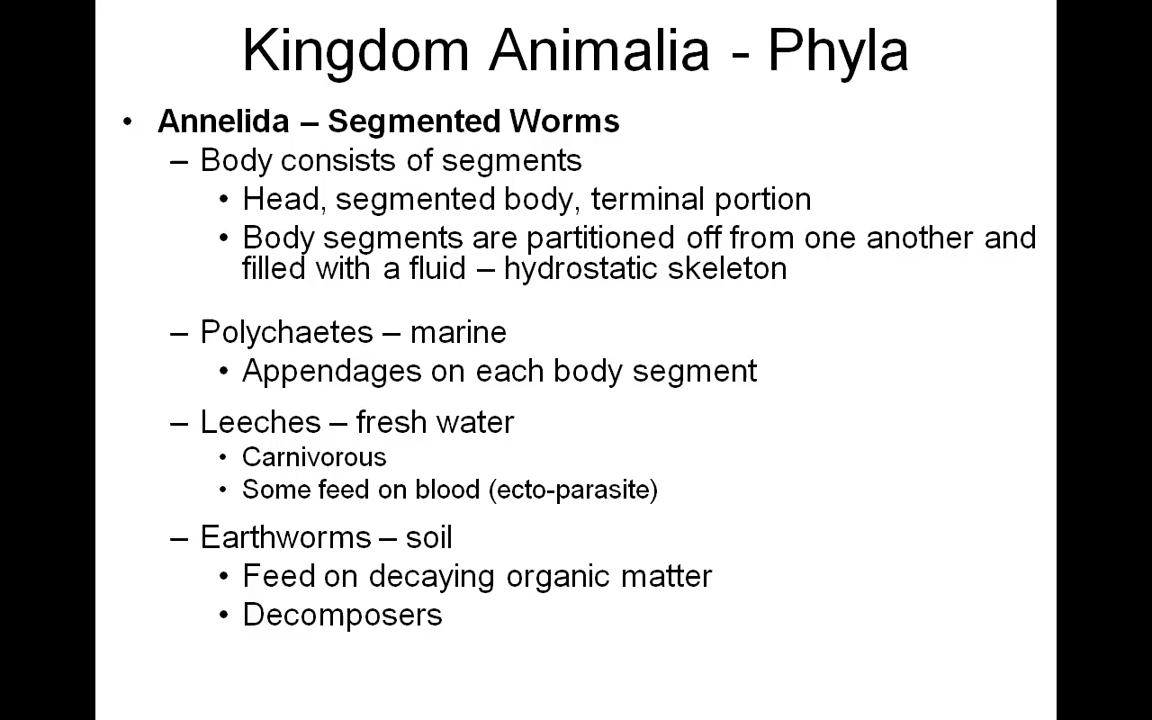 Kingdom Animalia - Phyla
• Annelida – Segmented Worms
– Body consists of segments
• Head, segmented body, terminal portion
• Body segments are partitioned off from one another and
filled with a fluid – hydrostatic skeleton
– Polychaetes – marine
• Appendages on each body segment
– Leeches – fresh water
• Carnivorous
• Some feed on blood (ecto-parasite)
– Earthworms – soil
• Feed on decaying organic matter
• Decomposers